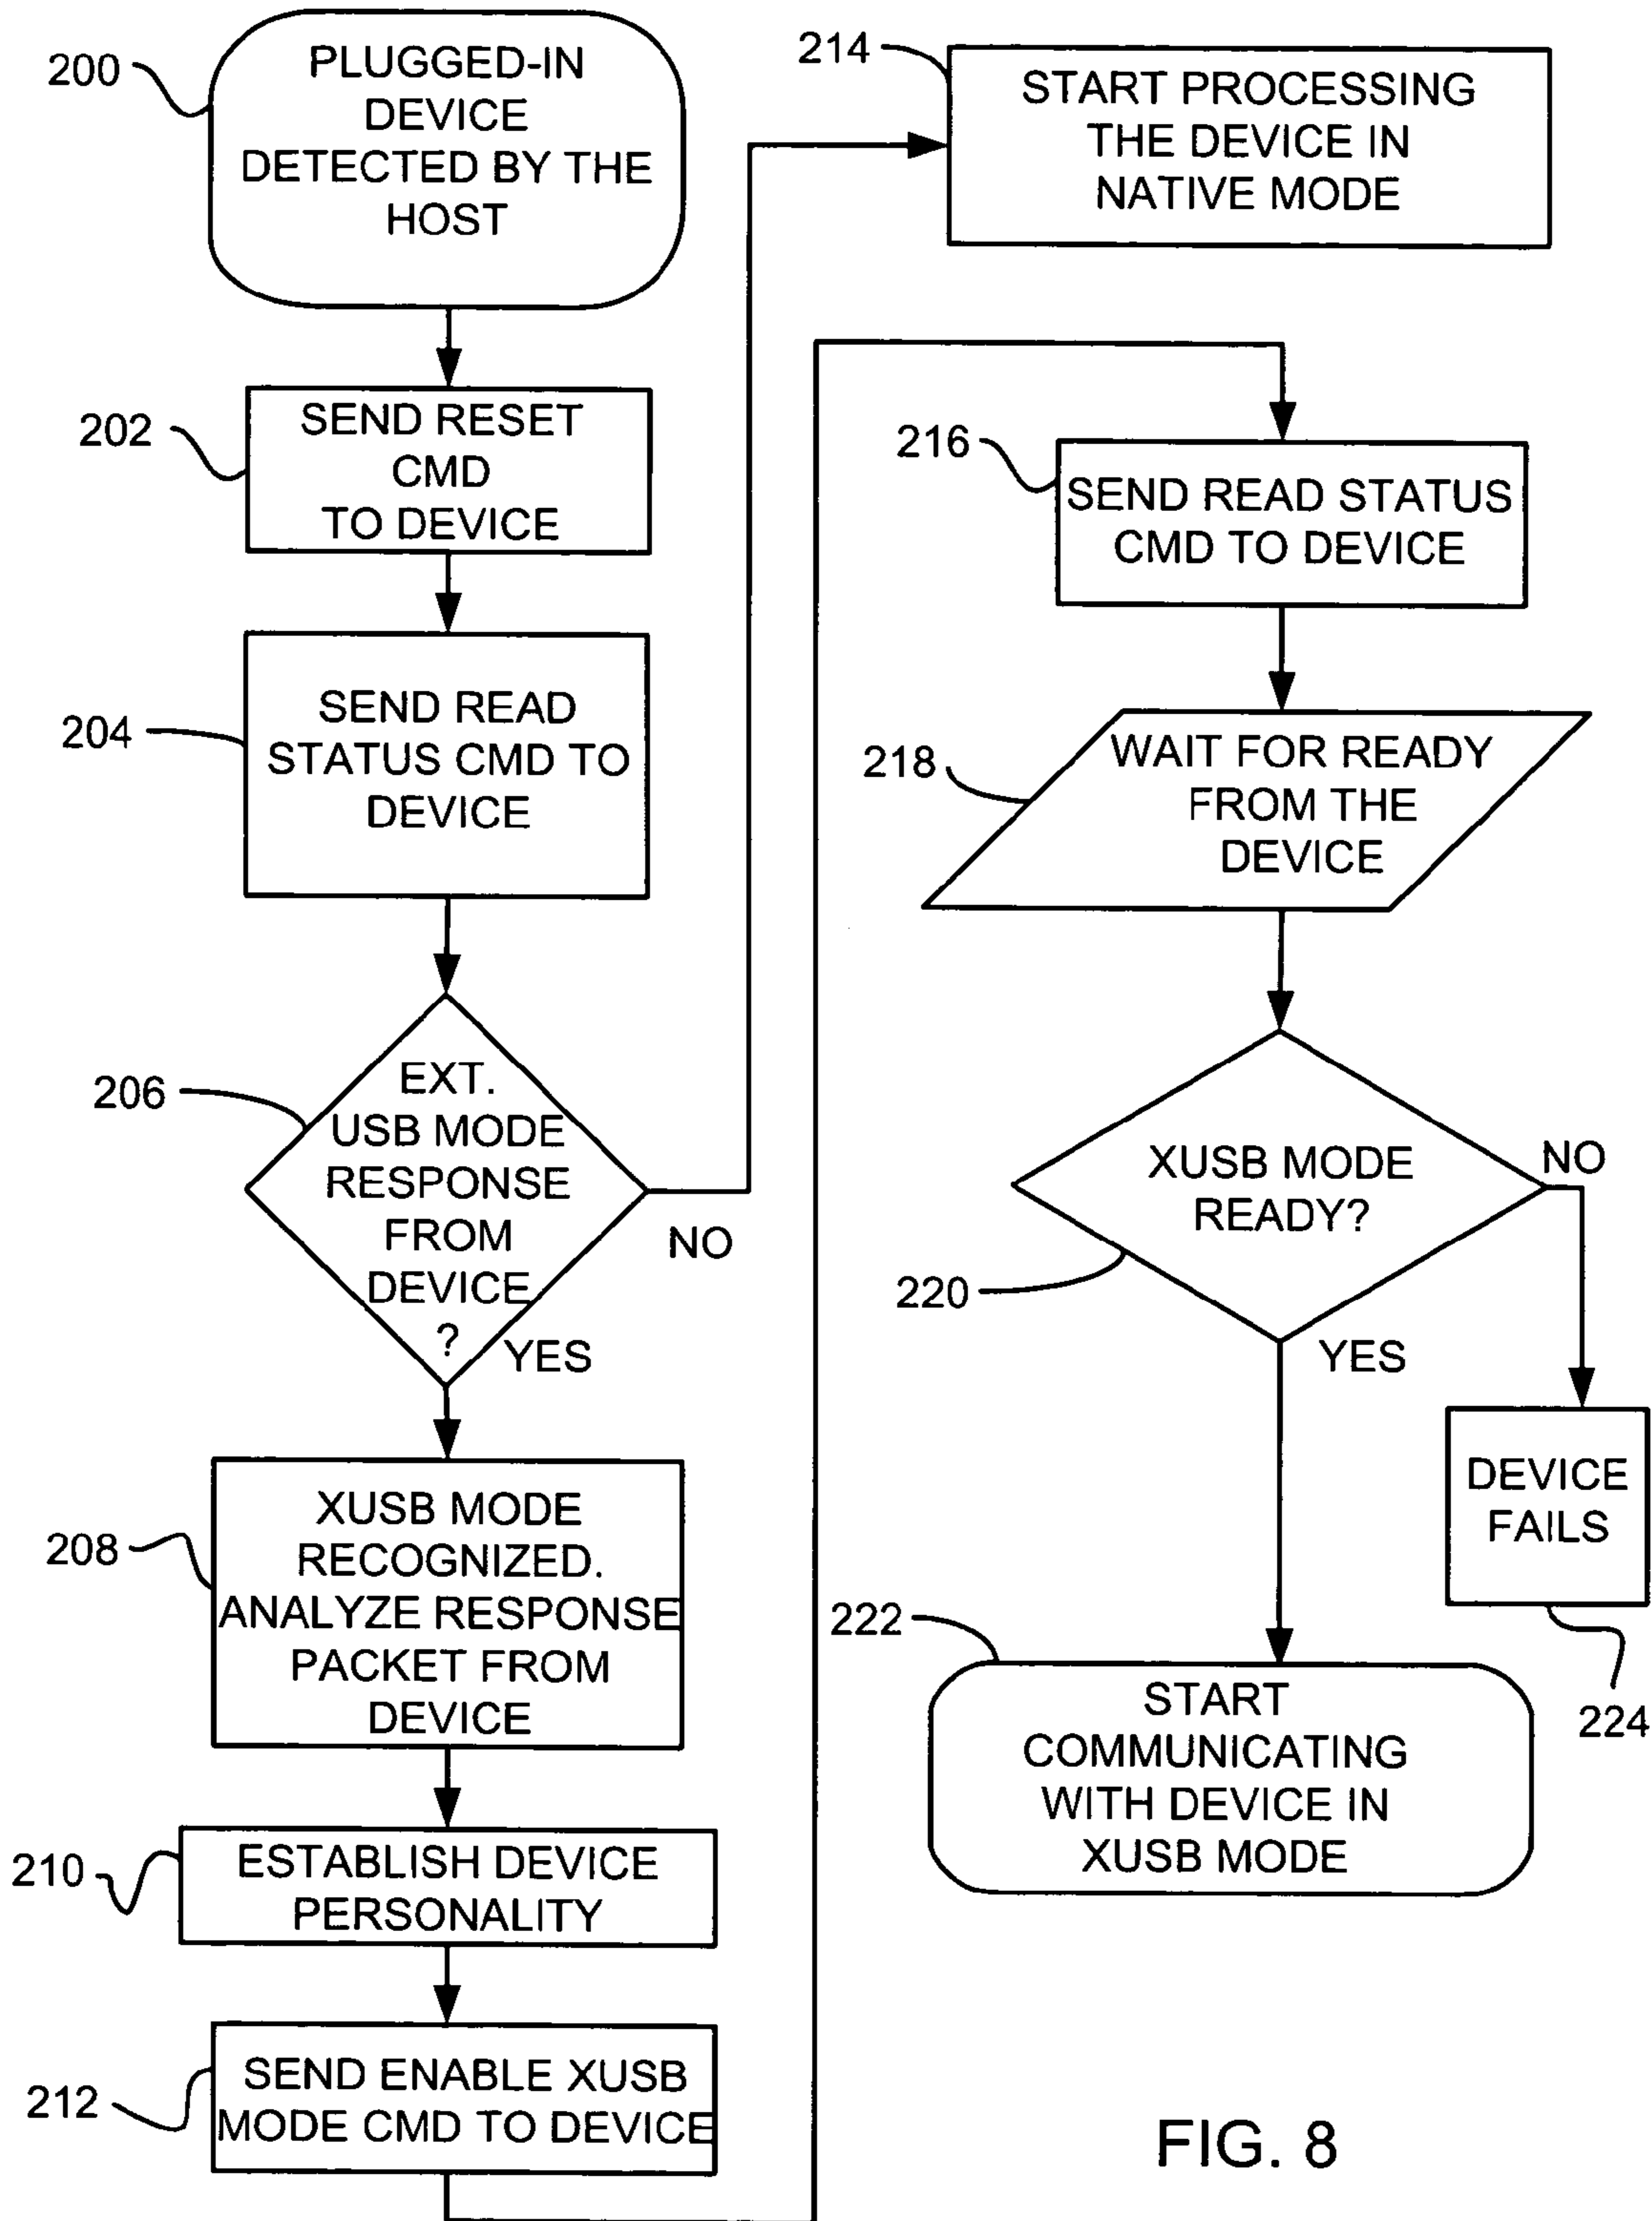 200
PLUGGED-IN
DEVICE
DETECTED BY THE
HOST
202
SEND RESET
CMD
TO DEVICE
204
SEND READ
STATUS CMD TO
DEVICE
206
EXT.
USB MODE
RESPONSE
FROM
DEVICE
?
NO
YES
208
XUSB MODE
RECOGNIZED.
ANALYZE RESPONSE
PACKET FROM
DEVICE
210
ESTABLISH DEVICE
PERSONALITY
212
SEND ENABLE XUSB
MODE CMD TO DEVICE
214
START PROCESSING
THE DEVICE IN
NATIVE MODE
216
SEND READ STATUS
CMD TO DEVICE
218
WAIT FOR READY
FROM THE
DEVICE
220
XUSB MODE
READY?
NO
YES
DEVICE
FAILS
224
222
START
COMMUNICATING
WITH DEVICE IN
XUSB MODE
FIG. 8